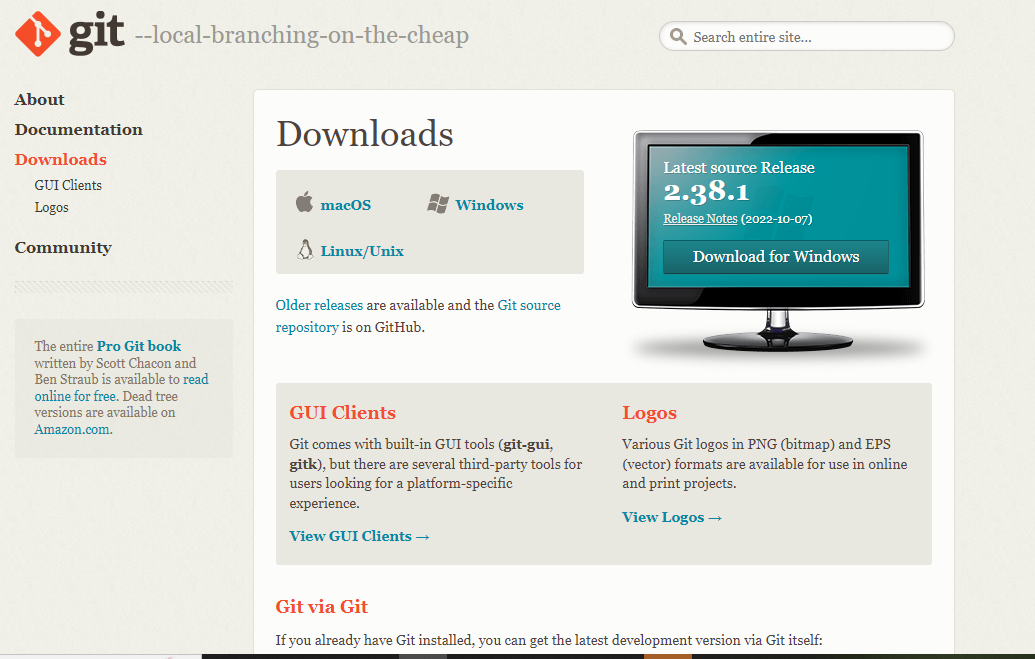 git --local-branching-on-the-cheap
Search entire site...
About
Documentation
Downloads
GUI Clients
Logos
Community
The entire Pro Git book
written by Scott Chacon and
Ben Straub is available to read
online for free. Dead tree
versions are available on
Amazon.com.
Downloads
macOS
Windows
Linux/Unix
Older releases are available and the Git source
repository is on GitHub.
Latest source Release
2.38.1
Release Notes (2022-10-07)
Download for Windows
GUI Clients
Git comes with built-in GUI tools (git-gui,
gitk), but there are several third-party tools for
users looking for a platform-specific
experience.
View GUI Clients →
Logos
Various Git logos in PNG (bitmap) and EPS
(vector) formats are available for use in online
and print projects.
View Logos →
Git via Git
If you already have Git installed, you can get the latest development version via Git itself: